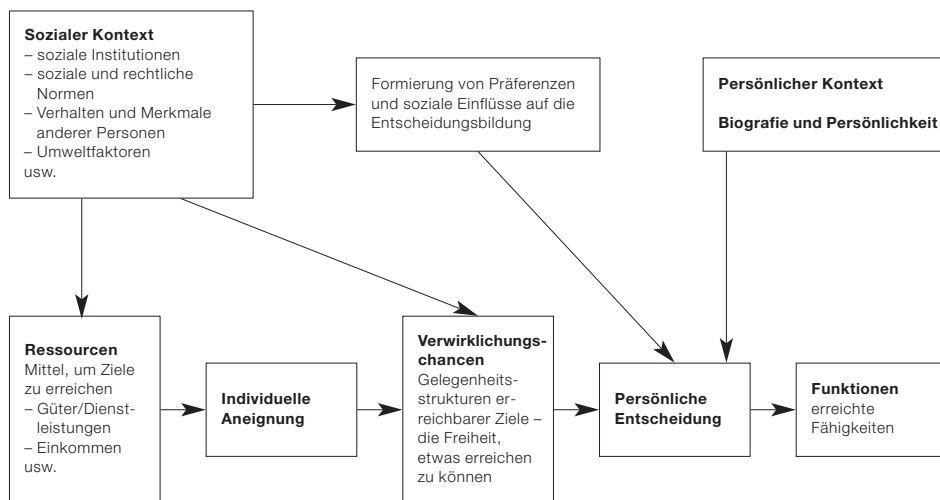 Sozialer Kontext
– soziale Institutionen
– soziale und rechtliche
Normen
– Verhalten und Merkmale
anderer Personen
– Umweltfaktoren
usw.
Formierung von Präferenzen
und soziale Einflüsse auf die
Entscheidungsbildung
Persönlicher Kontext
Biografie und Persönlichkeit
Ressourcen
Mittel, um Ziele
zu erreichen
– Güter/Dienst-
leistungen
– Einkommen
usw.
Individuelle
Aneignung
Verwirklichungs-
chancen
Gelegenheits-
strukturen er-
reichbarer Ziele –
die Freiheit,
etwas erreichen
zu können
Persönliche
Entscheidung
Funktionen
erreichte
Fähigkeiten